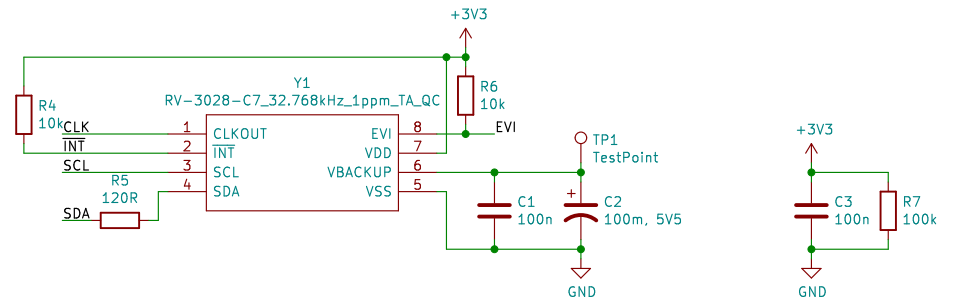 +3V3
Y1
RV-3028-C7_32.768kHz_1ppm_TA_QC
R4
10k
R6
10k
CLK
1
CLKOUT
EVI
8
EVI
INT
2
INT
VDD
7
SCL
3
SCL
VBACKUP
6
R5
120R
4
SDA
VSS
5
SDA
TP1
TestPoint
C1
100n
+
C2
100m, 5V5
GND
+3V3
C3
100n
R7
100k
GND